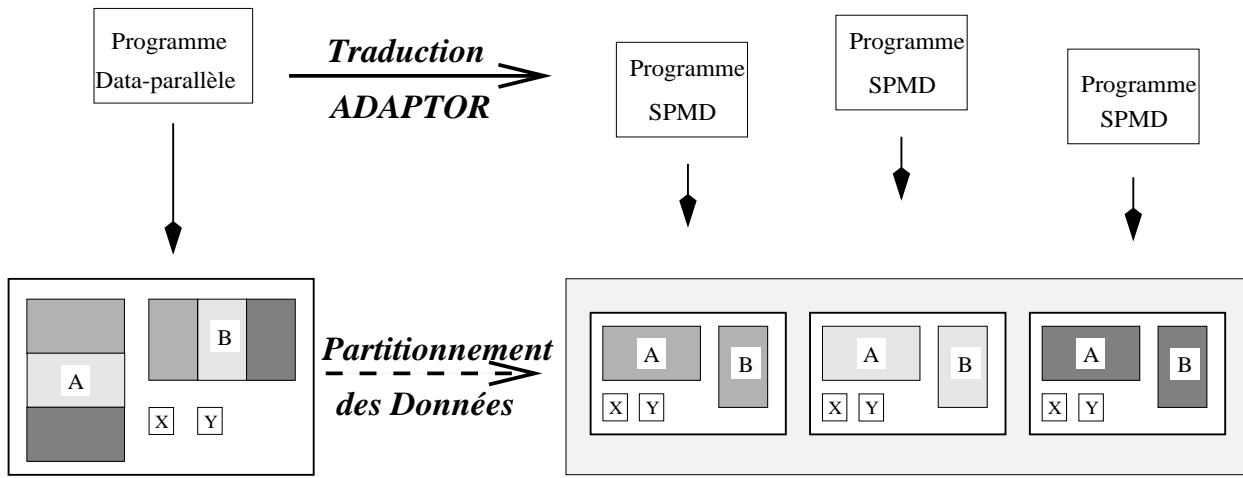 Programme
Data-parallèle
Traduction
ADAPTOR
Programme
SPMD
Programme
SPMD
Programme
SPMD
A
B
X Y
Partitionnement
des Données
A
B
X Y
A
B
X Y
A
B
X Y